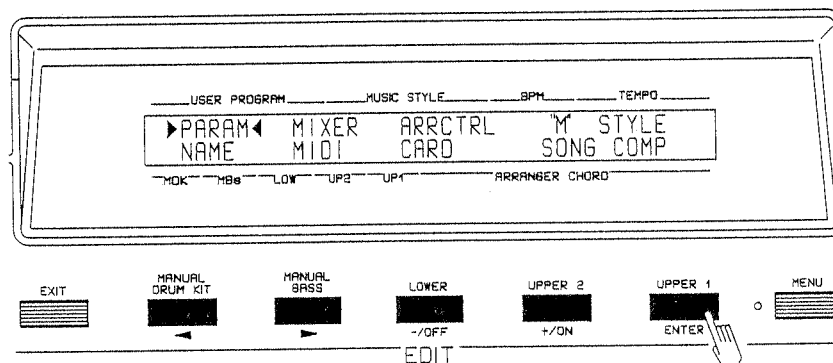 USER PROGRAM MUSIC STYLE BPM TEMPO
PARAM MIXER ARRCTRL "M" STYLE
NAME MIDI CARD SONG COMP
MDK MBs LOW UP2 UP1 ARRANGER CHORD
EXIT MANUAL DRUM KIT MANUAL BASS LOWER UPPER 2 UPPER 1 MENU
-/OFF +/ON ENTER
EDIT